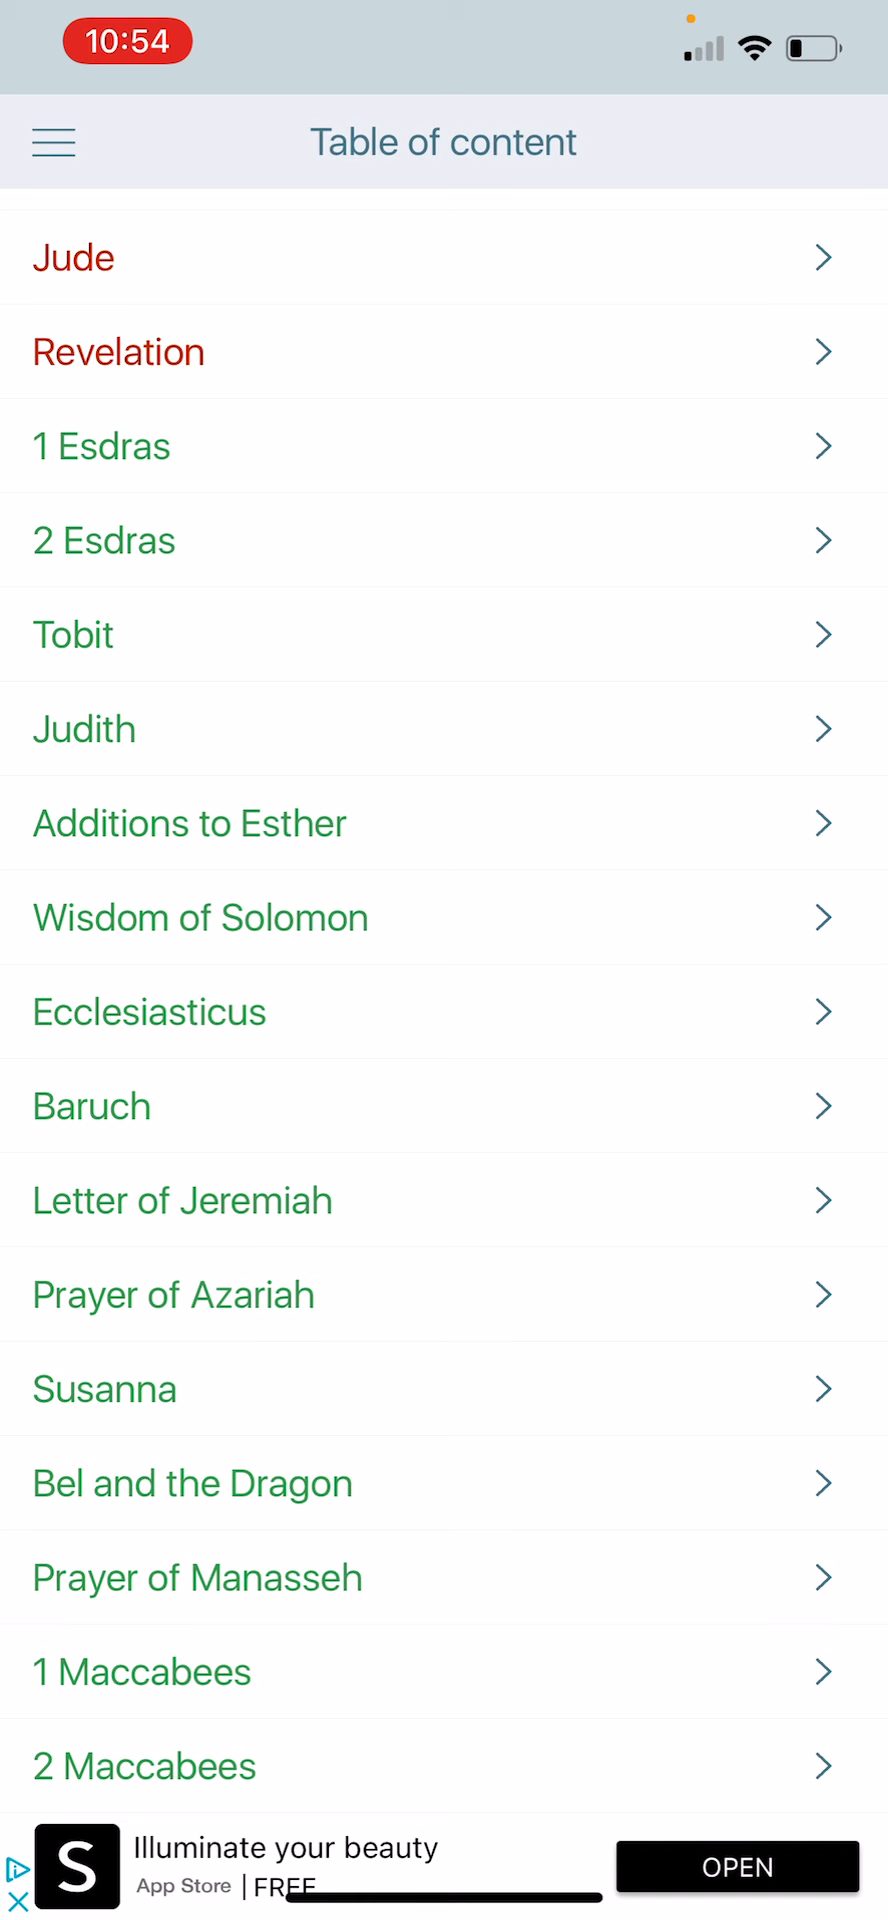 10:54
Table of content
Jude
Revelation
1 Esdras
2 Esdras
Tobit
Judith
Additions to Esther
Wisdom of Solomon
Ecclesiasticus
Baruch
Letter of Jeremiah
Prayer of Azariah
Susanna
Bel and the Dragon
Prayer of Manasseh
1 Maccabees
2 Maccabees
S
Illuminate your beauty
App Store | FREE
OPEN